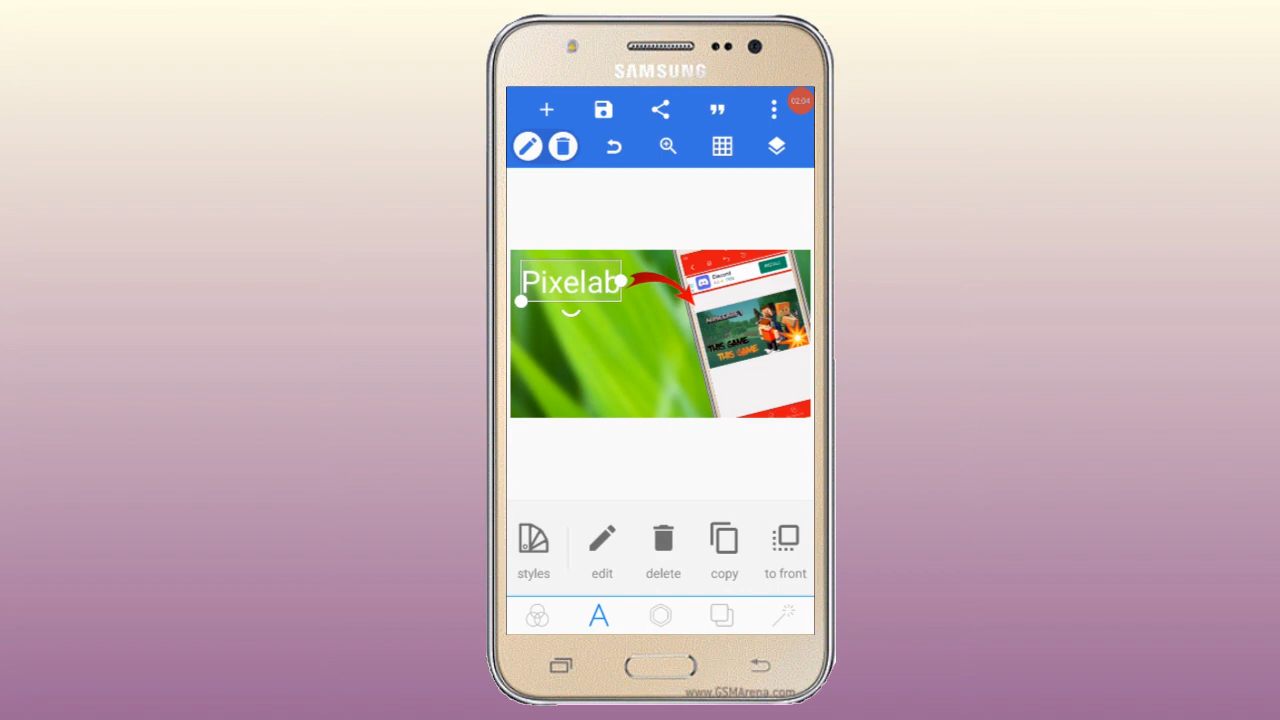 SAMSUNG
02:04
Pixelab
Discord
INSTALL
MINECRAFT
THIS GAME
THIS GAME
styles
edit
delete
copy
to front
www.GSMArena.com